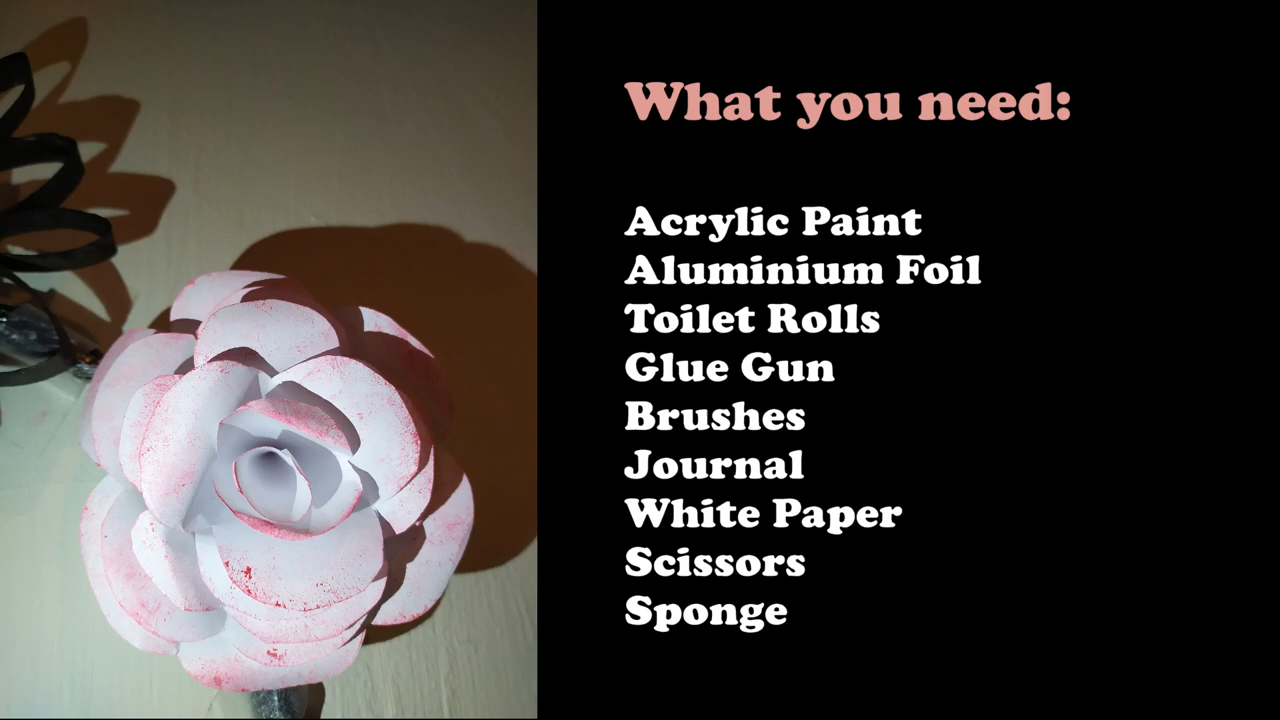 What you need:
Acrylic Paint
Aluminium Foil
Toilet Rolls
Glue Gun
Brushes
Journal
White Paper
Scissors
Sponge